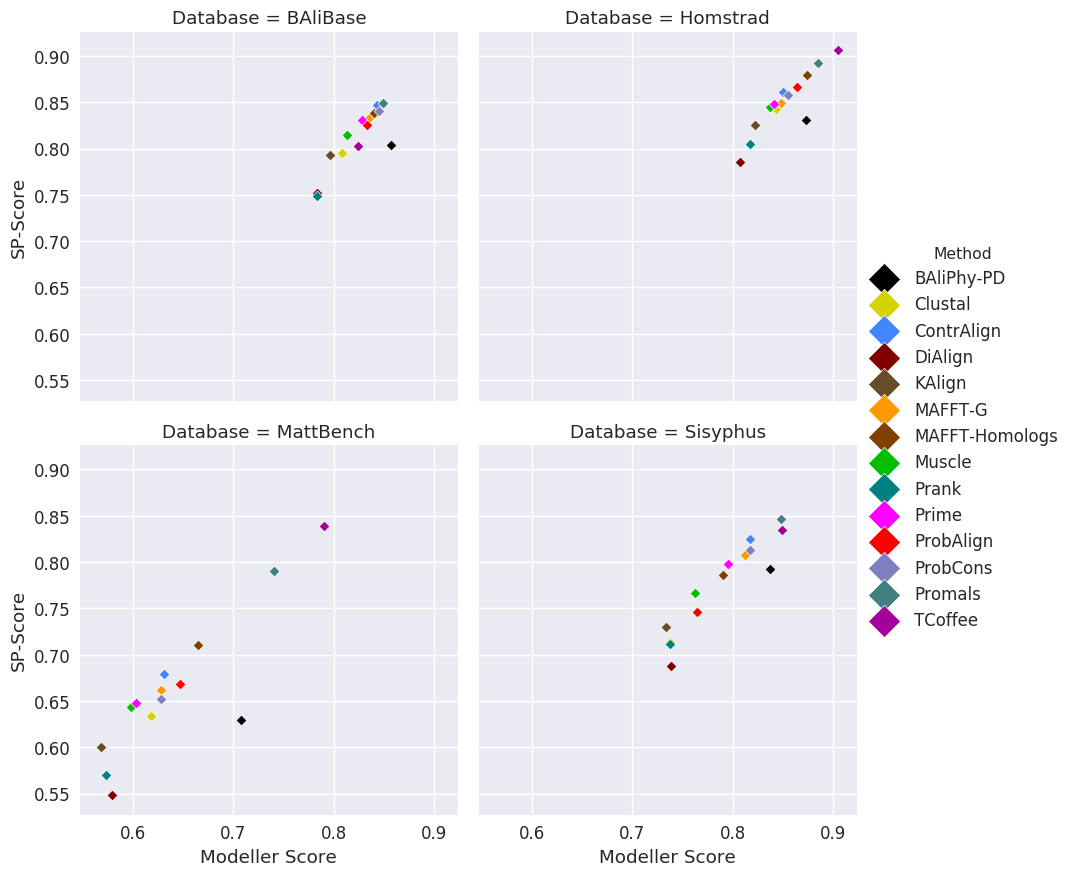 Database = BAliBase
Database = Homstrad
0.90
0.85
0.80
0.75
0.70
0.65
0.60
0.55
SP-Score
Method
BAliPhy-PD
Clustal
ContrAlign
DiAlign
KAlign
MAFFT-G
MAFFT-Homologs
Muscle
Prank
Prime
ProbAlign
ProbCons
Promals
TCoffee
Database = MattBench
Database = Sisyphus
0.90
0.85
0.80
0.75
0.70
0.65
0.60
0.55
SP-Score
0.6 0.7 0.8 0.9
Modeller Score
0.6 0.7 0.8 0.9
Modeller Score